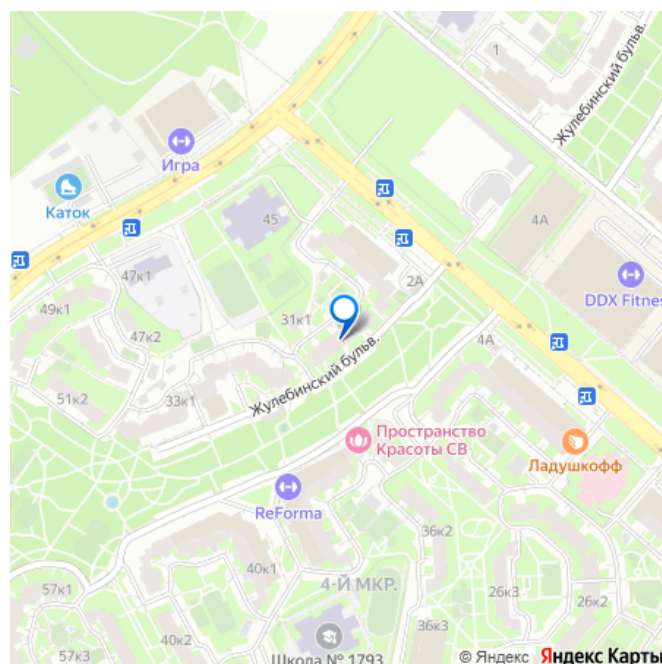 1
Жулебинский бульв.
Игра
Каток
45
4А
47к1
2А
DDX Fitnes
49к1
31к1
47к2
4А
Жулебинский бульв.
51к2
33к1
Пространство
Красоты СВ
Ладушкофф
ReForma
36к2
57к1
40к1
4-Й МКР.
26к3
26к2
40к2
36к3
57к3
Школа № 1793
© Яндекс Яндекс Карты